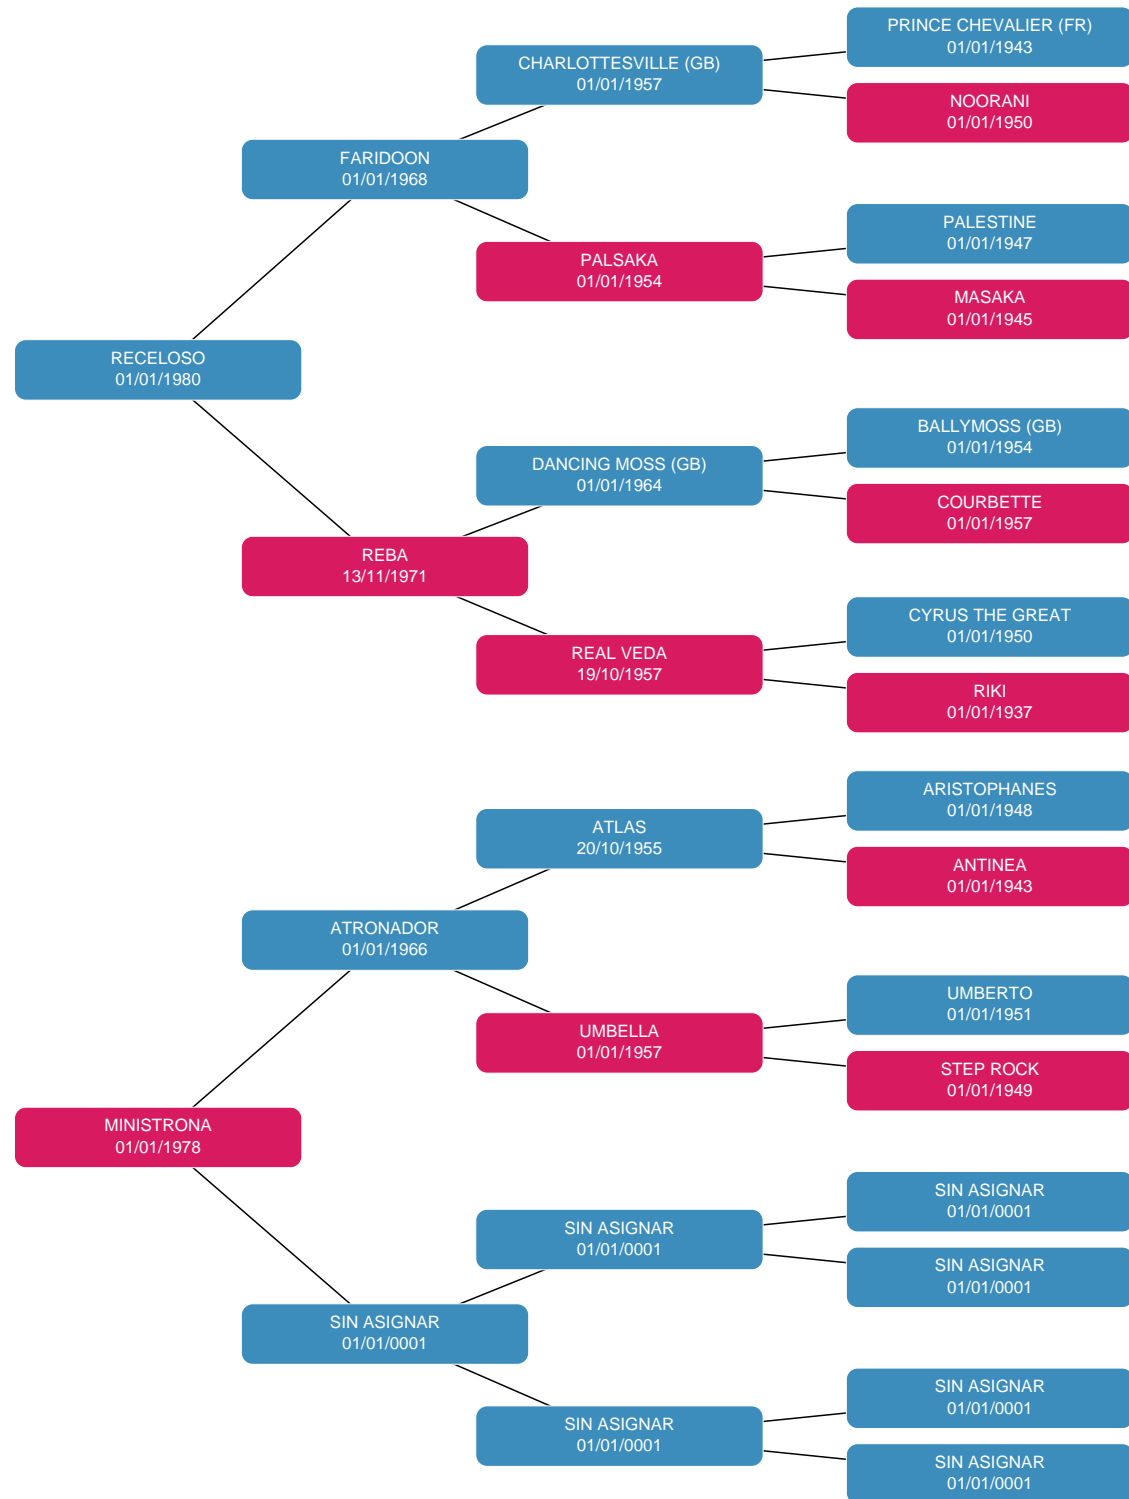 PRINCE CHEVALIER (FR)
01/01/1943
CHARLOTTESVILLE (GB)
01/01/1957
NOORANI
01/01/1950
FARIDOON
01/01/1968
PALESTINE
01/01/1947
PALSAKA
01/01/1954
MASAKA
01/01/1945
RECELOSO
01/01/1980
BALLYMOSS (GB)
01/01/1954
DANCING MOSS (GB)
01/01/1964
COURBETTE
01/01/1957
REBA
13/11/1971
CYRUS THE GREAT
01/01/1950
REAL VEDA
19/10/1957
RIKI
01/01/1937
ARISTOPHANES
01/01/1948
ATLAS
20/10/1955
ANTINEA
01/01/1943
ATRONADOR
01/01/1966
UMBERTO
01/01/1951
UMBELLA
01/01/1957
STEP ROCK
01/01/1949
MINISTRONA
01/01/1978
SIN ASIGNAR
01/01/0001
SIN ASIGNAR
01/01/0001
SIN ASIGNAR
01/01/0001
SIN ASIGNAR
01/01/0001
SIN ASIGNAR
01/01/0001
SIN ASIGNAR
01/01/0001
SIN ASIGNAR
01/01/0001